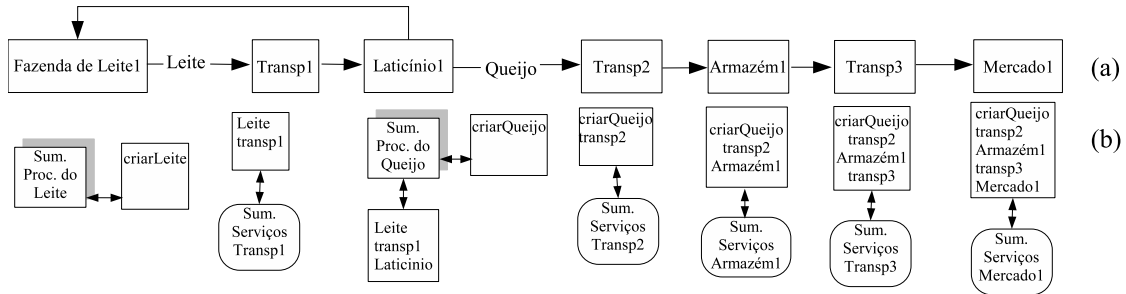 Fazenda de Leite1
Leite
Transp1
Laticínio1
Queijo
Transp2
Armazém1
Transp3
Mercado1
(a)
Sum.
Proc. do
Leite
criarLeite
Leite
transp1
Sum.
Serviços
Transp1
Sum.
Proc. do
Queijo
criarQueijo
Leite
transp1
Laticinio
criarQueijo
transp2
Sum.
Serviços
Transp2
criarQueijo
transp2
Armazém1
Sum.
Serviços
Armazém1
criarQueijo
transp2
Armazém1
transp3
Sum.
Serviços
Transp3
criarQueijo
transp2
Armazém1
transp3
Mercado1
Sum.
Serviços
Mercado1
(b)